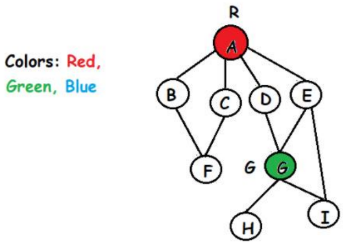 R
A
Colors: Red,
Green, Blue
B C D E
F
G G
H I